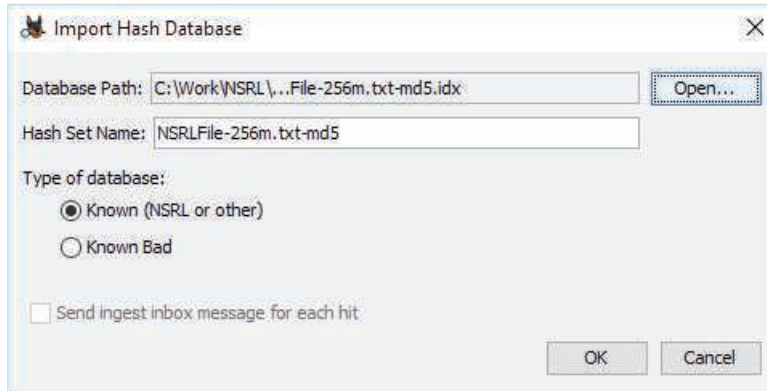 Import Hash Database
Database Path: C:\Work\NSRL\...File-256m.txt-md5.idx Open...
Hash Set Name: NSRLFile-256m.txt-md5
Type of database:
Known (NSRL or other)
Known Bad
Send ingest inbox message for each hit
OK Cancel